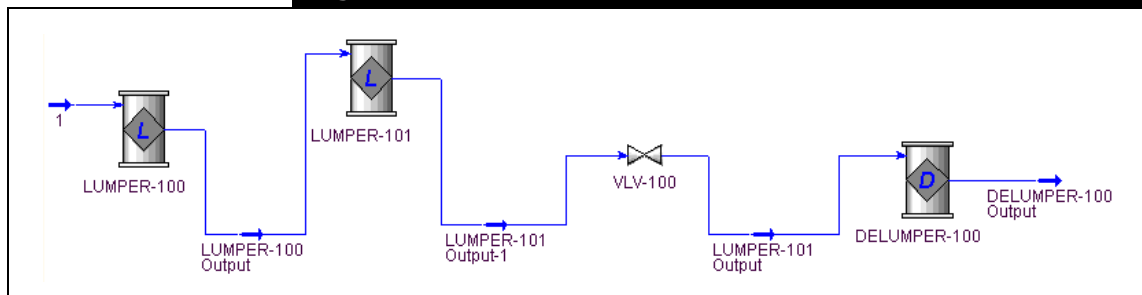 1
L
LUMPER-100
LUMPER-100
Output
L
LUMPER-101
LUMPER-101
Output-1
VLV-100
LUMPER-101
Output
D
DELUMPER-100
DELUMPER-100
Output